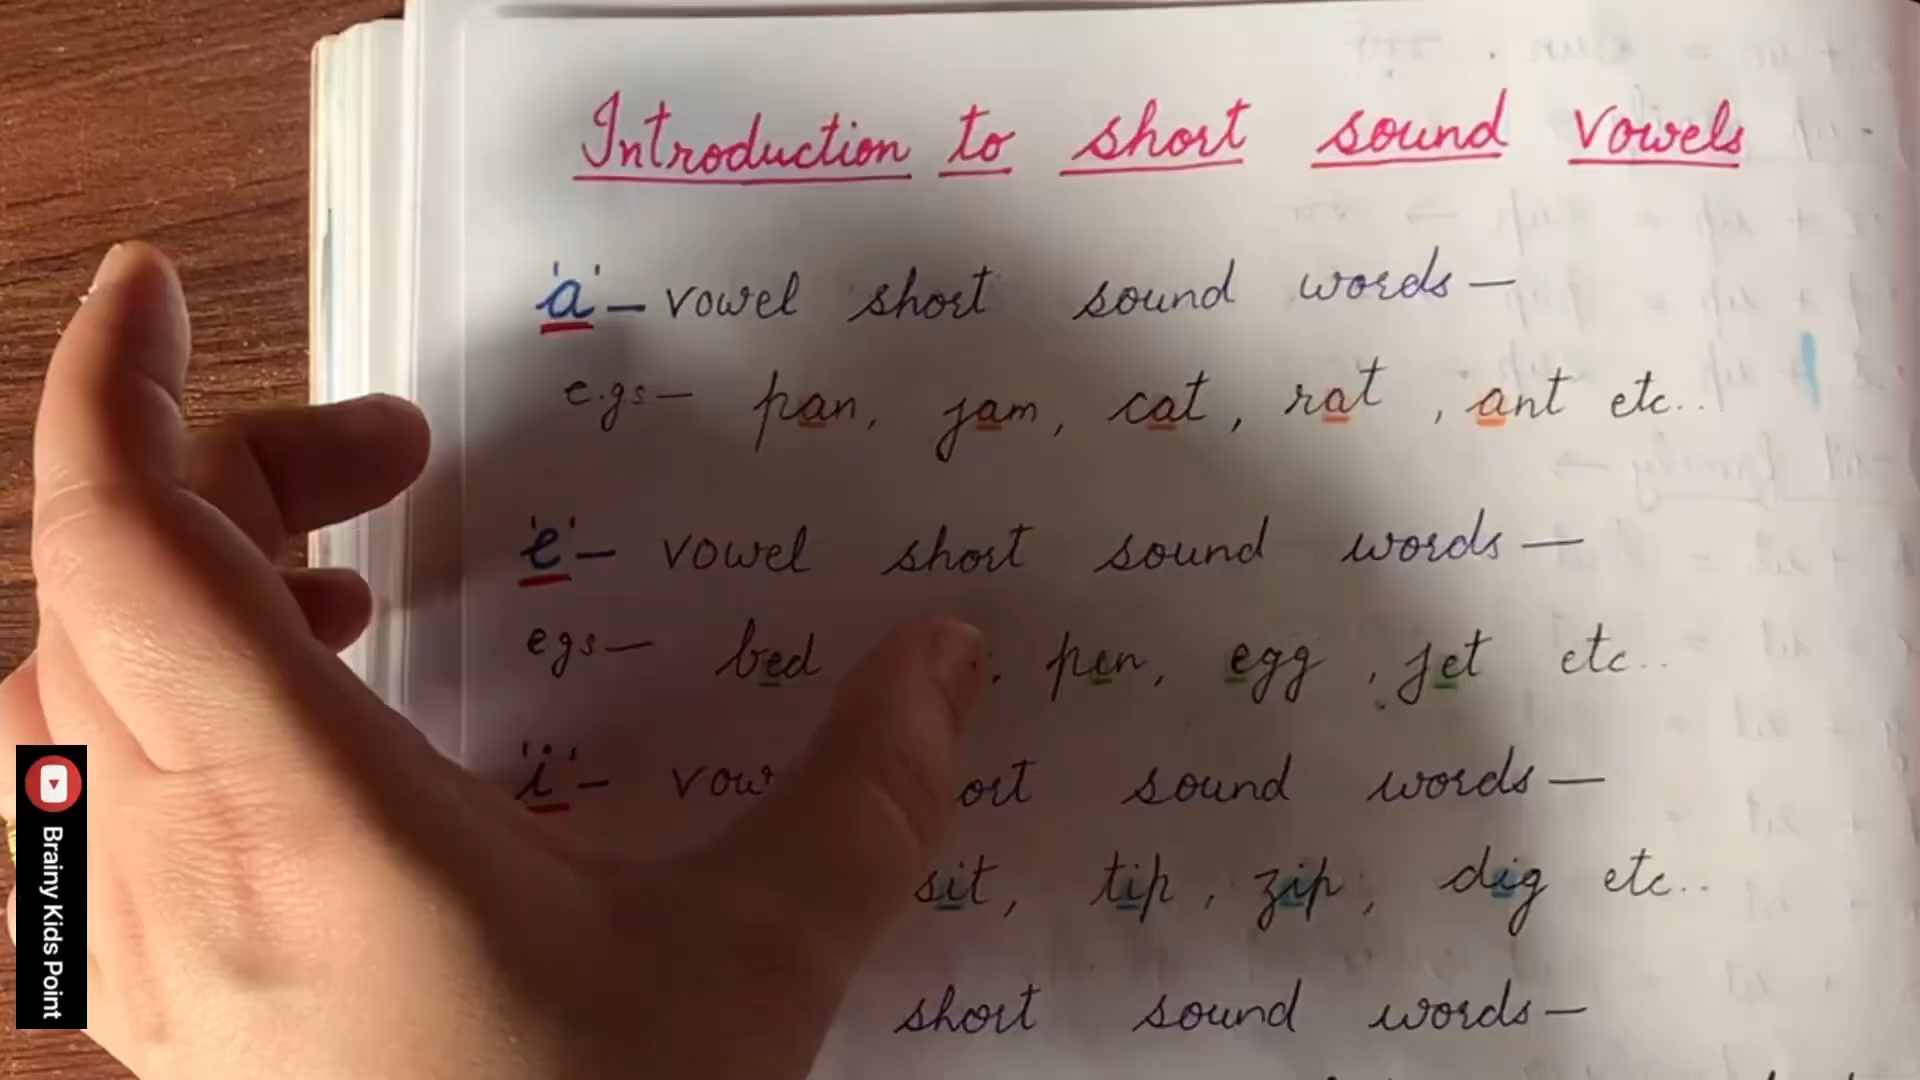 Introduction to short sound Vowels
'a' – vowel short sound words –
e.gs – pan, jam, cat, rat, ant etc..
'e' – vowel short sound words –
egs – bed , pen, egg, jet etc..
'i' – sound words –
sit, tip, zip, dig etc..
short sound words –
Brainy Kids Point